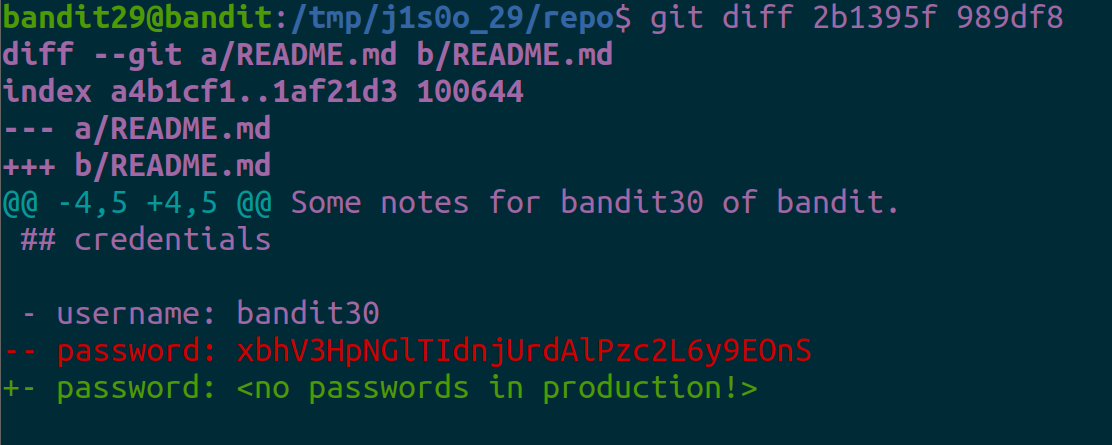 bandit29@bandit:/tmp/j1s0o_29/repo$ git diff 2b1395f 989df8
diff --git a/README.md b/README.md
index a4b1cf1..1af21d3 100644
--- a/README.md
+++ b/README.md
@@ -4,5 +4,5 @@ Some notes for bandit30 of bandit.
 ## credentials

 - username: bandit30
-- password: xbhV3HpNGlTIdnjUrdAlPzc2L6y9EOnS
+- password: <no passwords in production!>